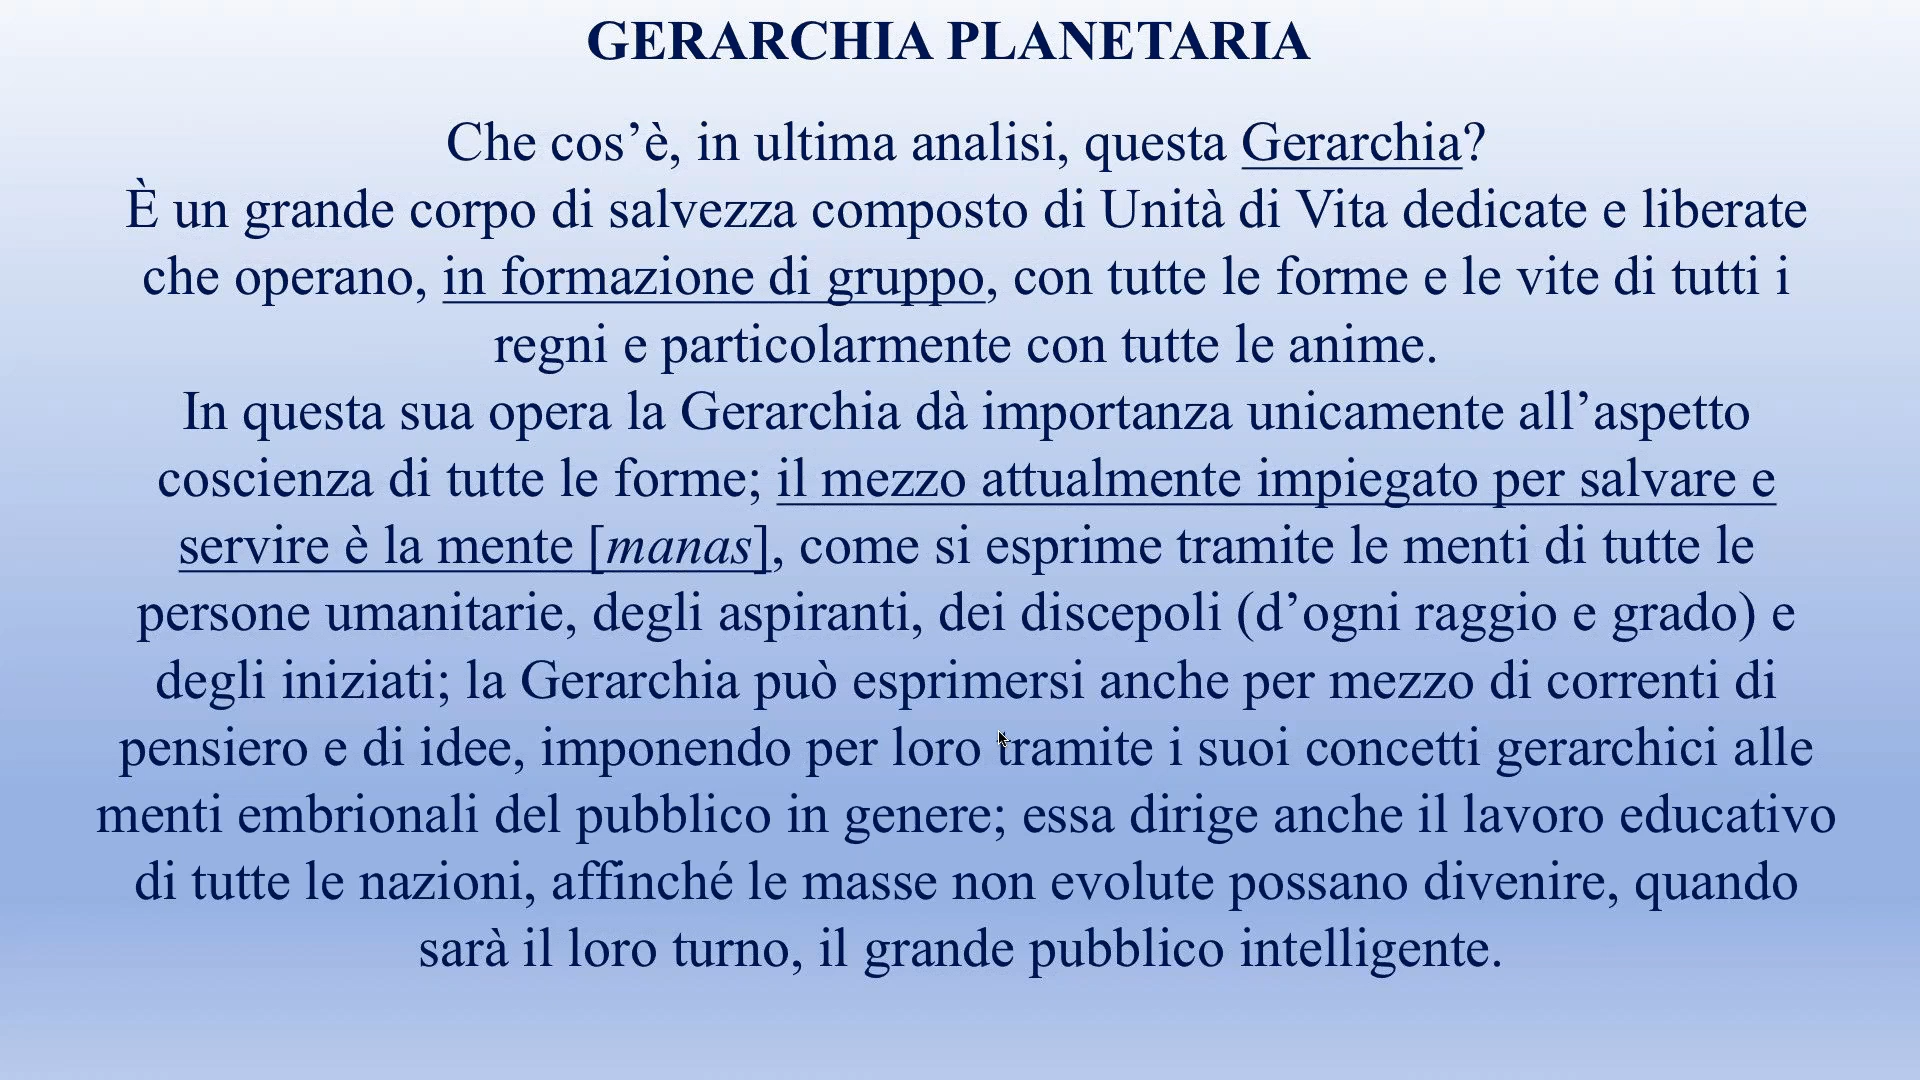 GERARCHIA PLANETARIA
Che cos’è, in ultima analisi, questa Gerarchia?
È un grande corpo di salvezza composto di Unità di Vita dedicate e liberate
che operano, in formazione di gruppo, con tutte le forme e le vite di tutti i
regni e particolarmente con tutte le anime.
In questa sua opera la Gerarchia dà importanza unicamente all’aspetto
coscienza di tutte le forme; il mezzo attualmente impiegato per salvare e
servire è la mente [manas], come si esprime tramite le menti di tutte le
persone umanitarie, degli aspiranti, dei discepoli (d’ogni raggio e grado) e
degli iniziati; la Gerarchia può esprimersi anche per mezzo di correnti di
pensiero e di idee, imponendo per loro tramite i suoi concetti gerarchici alle
menti embrionali del pubblico in genere; essa dirige anche il lavoro educativo
di tutte le nazioni, affinché le masse non evolute possano divenire, quando
sarà il loro turno, il grande pubblico intelligente.